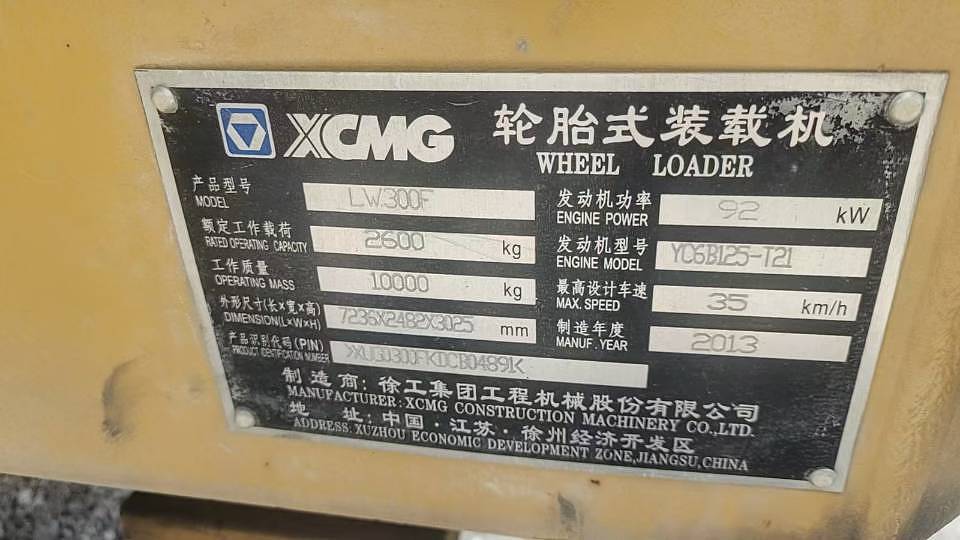 XCMG 轮胎式装载机
WHEEL LOADER
产品型号 LW300F
MODEL
额定工作载荷 2600 kg
RATED OPERATING CAPACITY
工作质量 10000 kg
OPERATING MASS
外形尺寸(长×宽×高) 7236X2482X3025 mm
DIMENSION(L×W×H)
产品识别代码(PIN)
PRODUCT IDENTIFICATION NUMBER
发动机功率 92 kW
ENGINE POWER
发动机型号 YC6B125-T21
ENGINE MODEL
最高设计车速 35 km/h
MAX. SPEED
制造年度 2013
MANUF. YEAR
制造商:徐工集团工程机械股份有限公司
MANUFACTURER:XCMG CONSTRUCTION MACHINERY CO.,LTD.
地 址:中国·江苏·徐州经济开发区
ADDRESS: XUZHOU ECONOMIC DEVELOPMENT ZONE,JIANGSU,CHINA